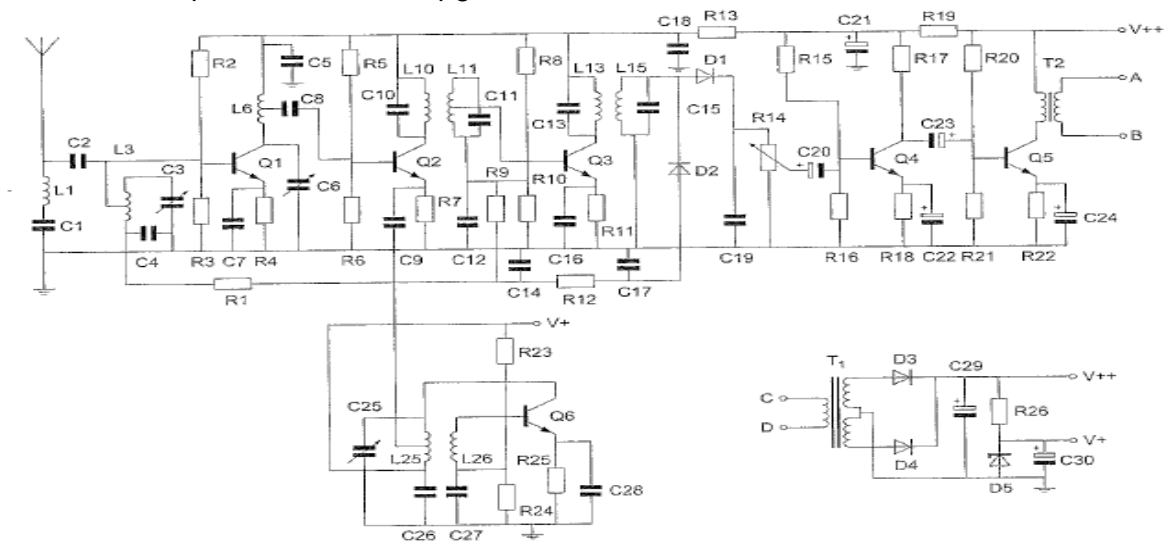 C18 R13 C21 R19 V++
R2 C5 R5 L10 L11 R8 L13 L15 D1 R15 R17 R20 T2
C8 C10 C11 C13 C15 R14 A
L6 C23
C2 L3 C3 Q1 Q2 R9 Q3 D2 C20 Q4 Q5 B
C6 R7 R10
L1 R11 C24
C1
C4 R3 C7 R4 R6 C9 C12 C16 C19 R16 R18 C22 R21 R22
R1 C14 R12 C17
V+
R23 T1 D3 C29 V++
C25 Q6 C R26
D V+
L25 L26 R25 D4 C30
C28 D5
R24
C26 C27